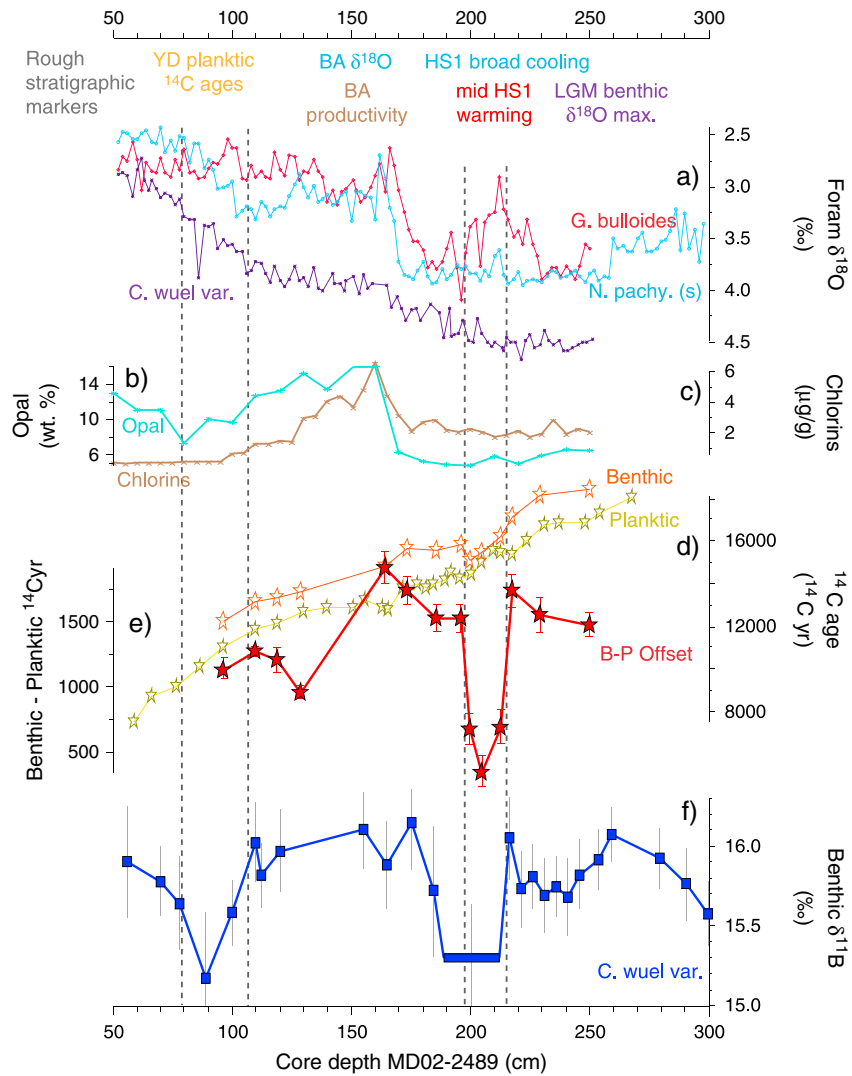 50 100 150 200 250 300
Rough
stratigraphic
markers
YD planktic
¹⁴C ages
BA δ¹⁸O
BA
productivity
HS1 broad cooling
mid HS1
warming
LGM benthic
δ¹⁸O max.
2.5
3.0
3.5
4.0
4.5
Foram δ¹⁸O
(‰)
a)
G. bulloides
C. wuel var.
N. pachy. (s)
b)
c)
14
10
6
Opal
(wt. %)
6
4
2
Chlorins
(μg/g)
Opal
Chlorins
Benthic
Planktic
d)
16000
12000
8000
¹⁴C age
(¹⁴C yr)
e)
1500
1000
500
Benthic - Planktic ¹⁴Cyr
B-P Offset
f)
16.0
15.5
15.0
Benthic δ¹¹B
(‰)
C. wuel var.
50 100 150 200 250 300
Core depth MD02-2489 (cm)